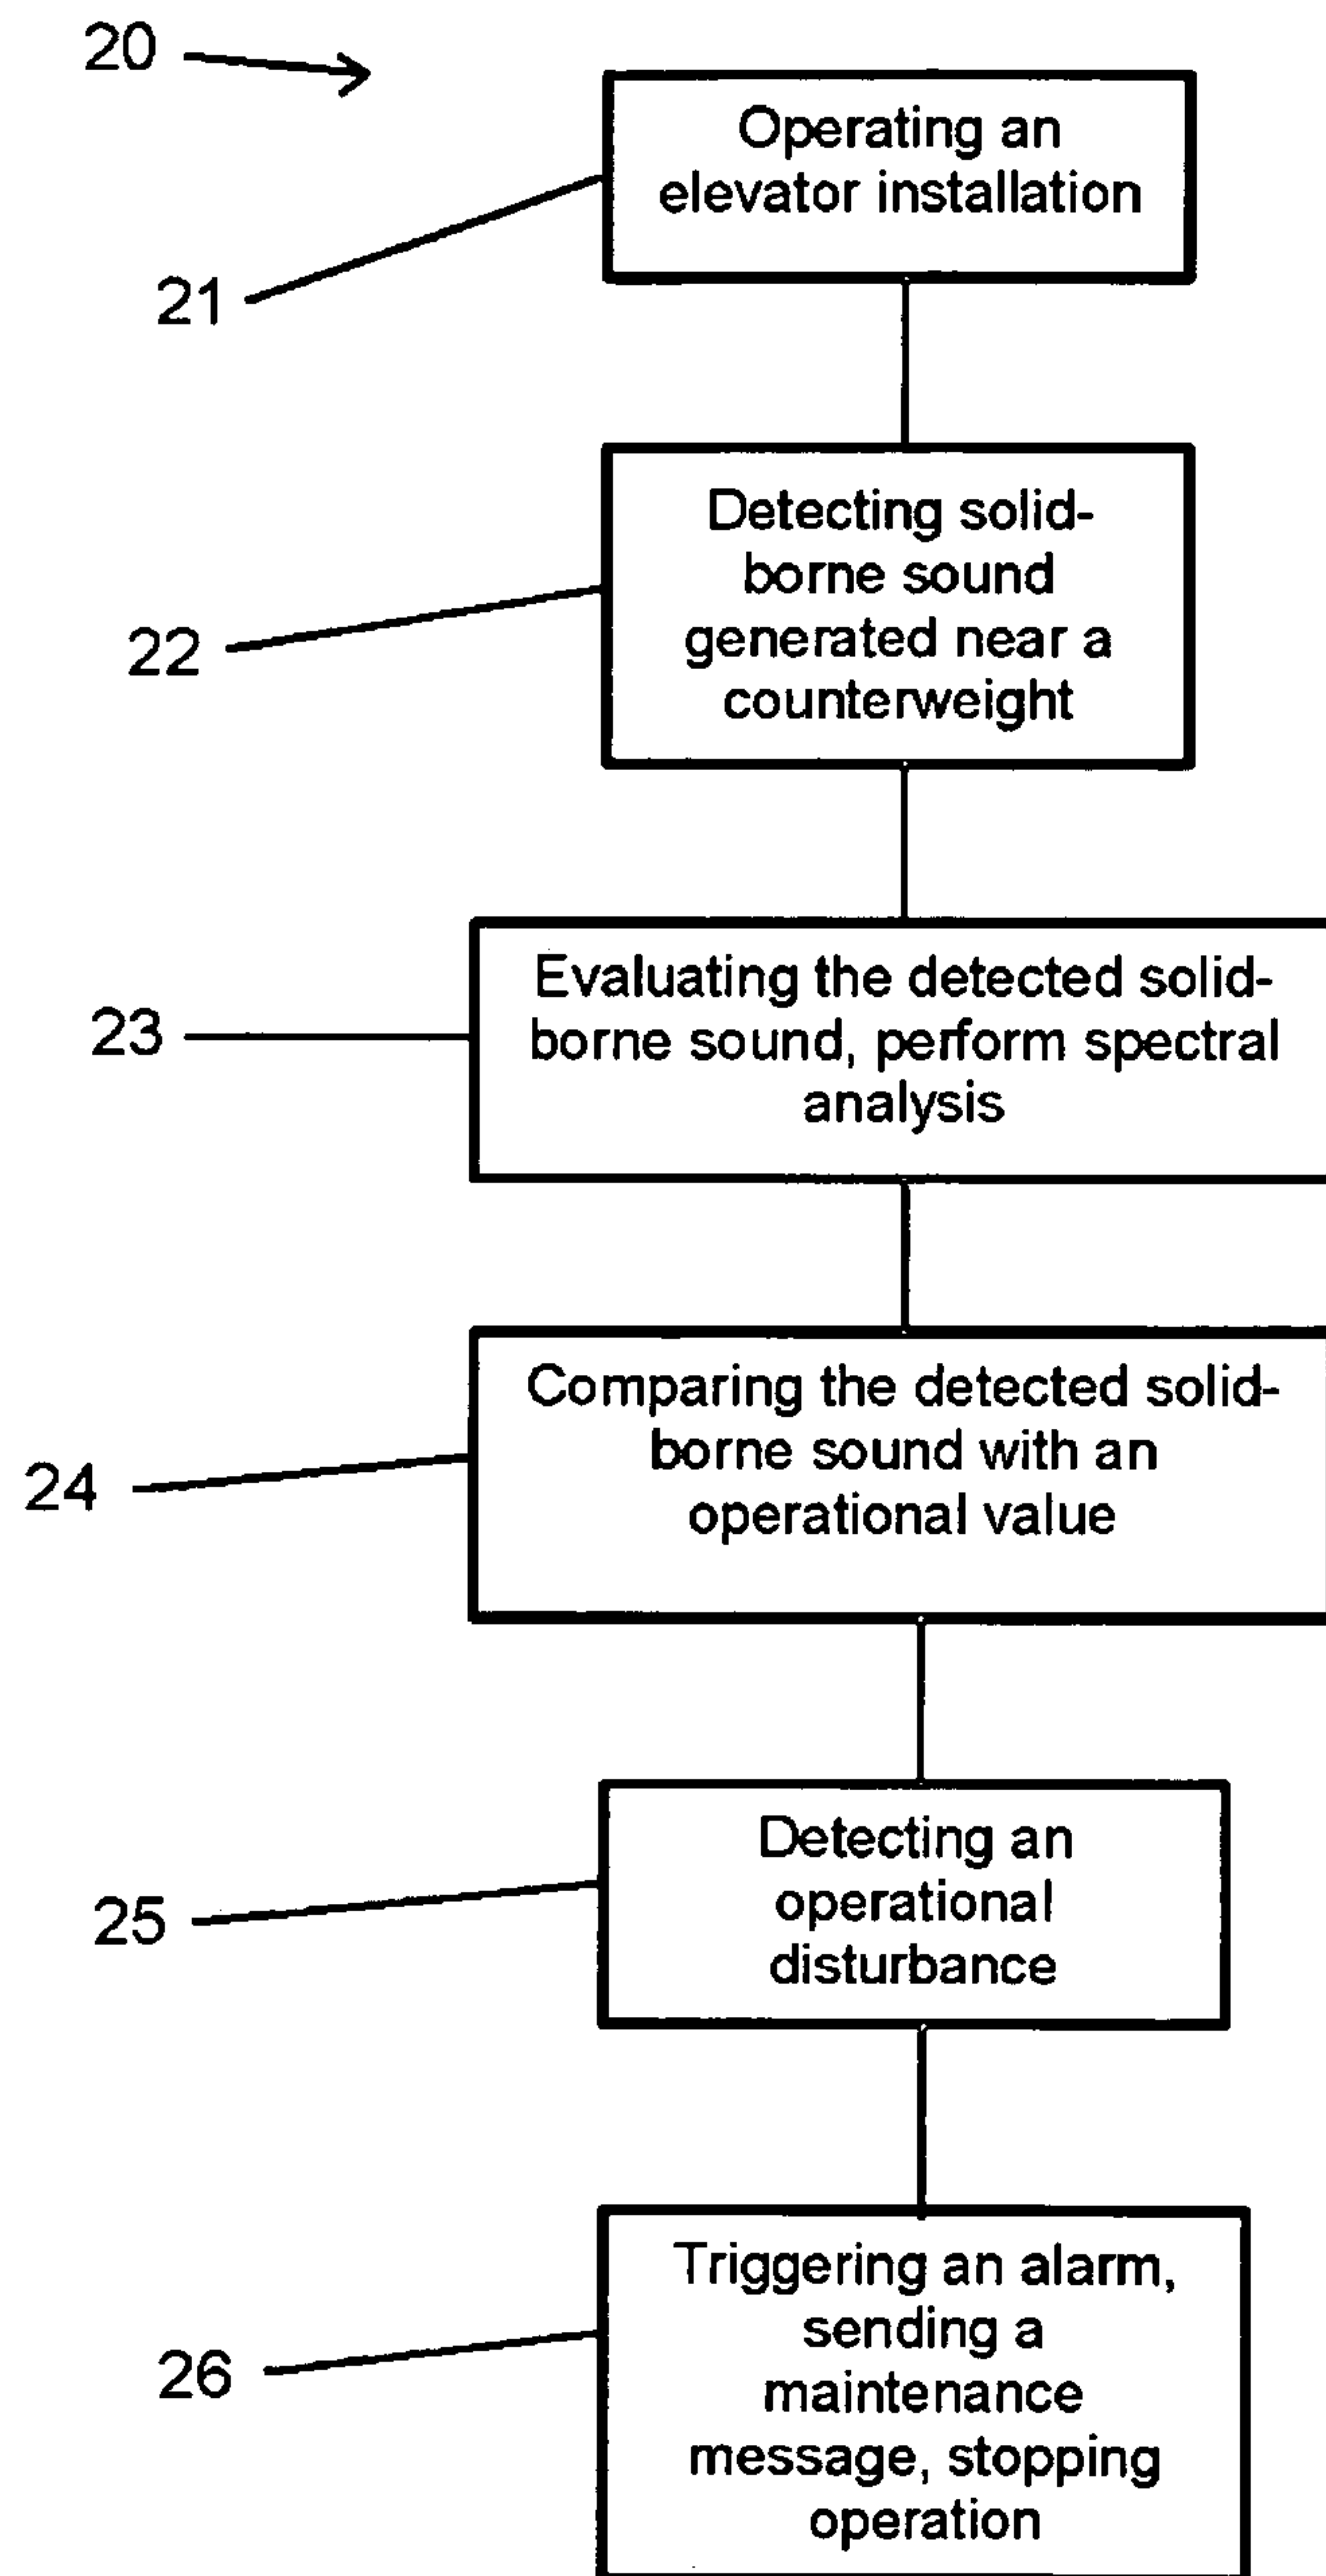 20
Operating an
elevator installation
21
Detecting solid-
borne sound
generated near a
counterweight
22
Evaluating the detected solid-
borne sound, perform spectral
analysis
23
Comparing the detected solid-
borne sound with an
operational value
24
Detecting an
operational
disturbance
25
Triggering an alarm,
sending a
maintenance
message, stopping
operation
26